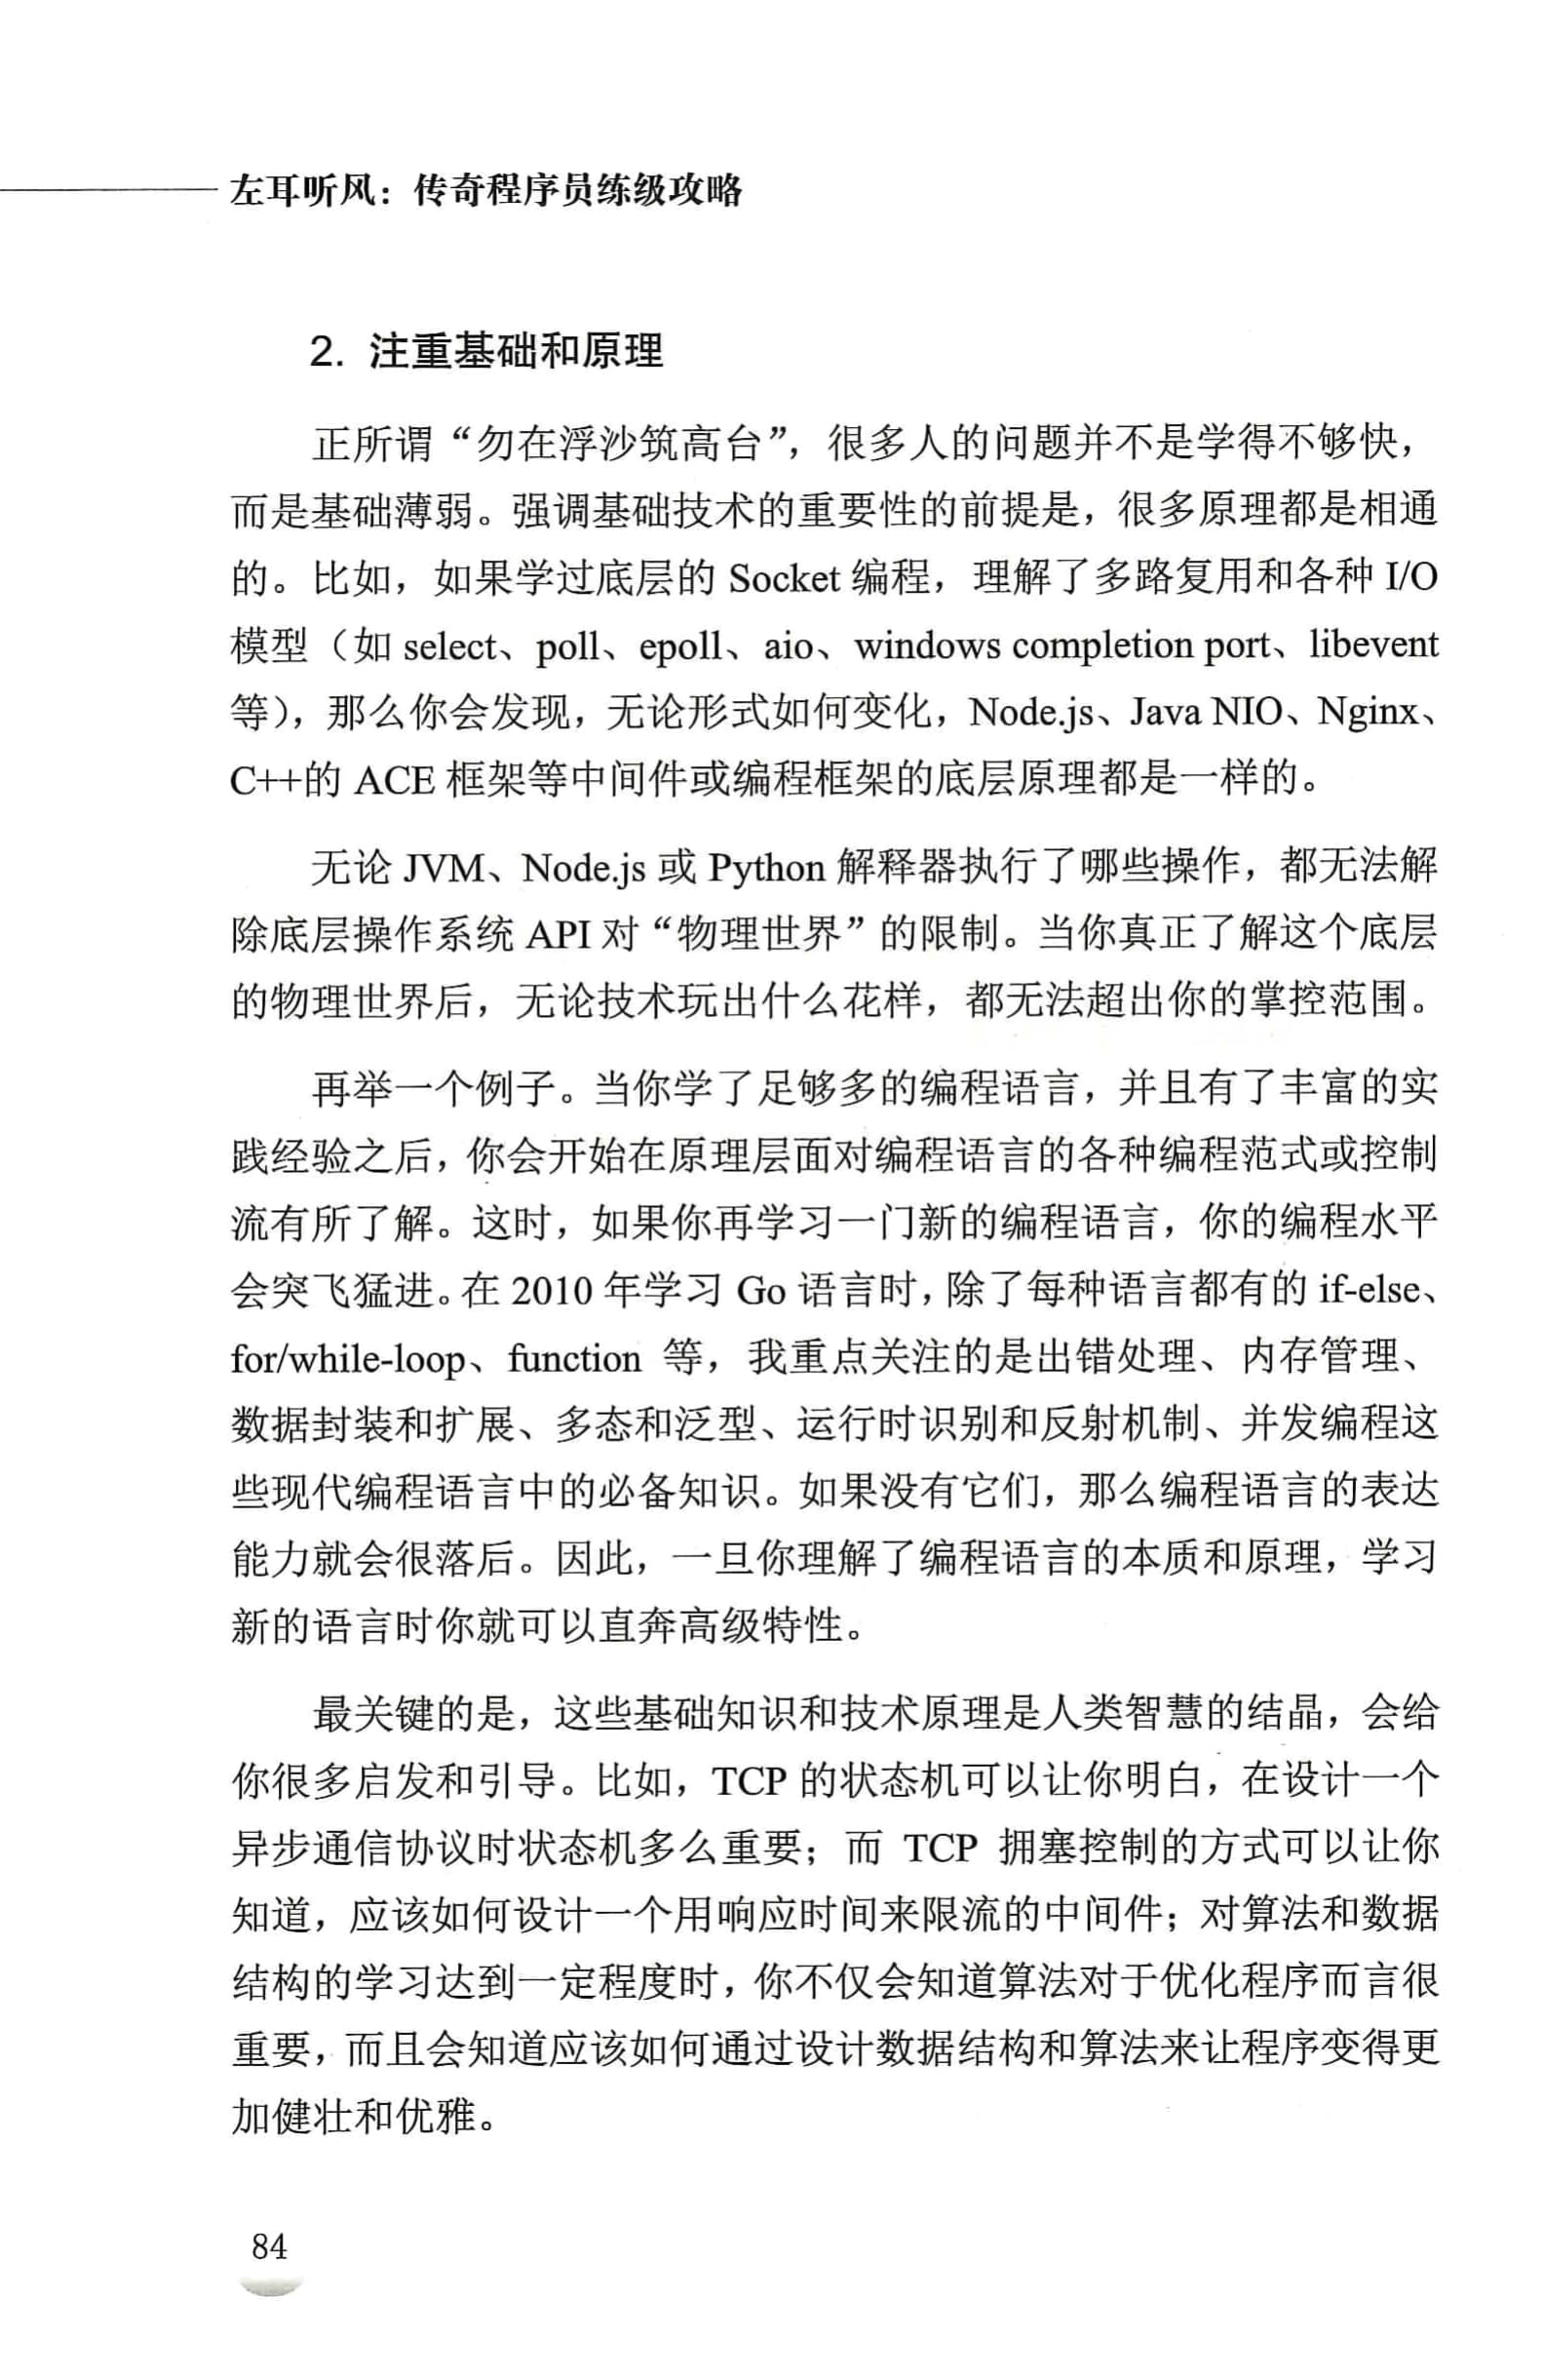 左耳听风：传奇程序员练级攻略
2. 注重基础和原理
正所谓“勿在浮沙筑高台”，很多人的问题并不是学得不够快，
而是基础薄弱。强调基础技术的重要性的前提是，很多原理都是相通
的。比如，如果学过底层的 Socket 编程，理解了多路复用和各种 I/O
模型（如 select、poll、epoll、aio、windows completion port、libevent
等），那么你会发现，无论形式如何变化，Node.js、Java NIO、Nginx、
C++的 ACE 框架等中间件或编程框架的底层原理都是一样的。
无论 JVM、Node.js 或 Python 解释器执行了哪些操作，都无法解
除底层操作系统 API 对“物理世界”的限制。当你真正了解这个底层
的物理世界后，无论技术玩出什么花样，都无法超出你的掌控范围。
再举一个例子。当你学了足够多的编程语言，并且有了丰富的实
践经验之后，你会开始在原理层面对编程语言的各种编程范式或控制
流有所了解。这时，如果你再学习一门新的编程语言，你的编程水平
会突飞猛进。在 2010 年学习 Go 语言时，除了每种语言都有的 if-else、
for/while-loop、function 等，我重点关注的是出错处理、内存管理、
数据封装和扩展、多态和泛型、运行时识别和反射机制、并发编程这
些现代编程语言中的必备知识。如果没有它们，那么编程语言的表达
能力就会很落后。因此，一旦你理解了编程语言的本质和原理，学习
新的语言时你就可以直奔高级特性。
最关键的是，这些基础知识和技术原理是人类智慧的结晶，会给
你很多启发和引导。比如，TCP 的状态机可以让你明白，在设计一个
异步通信协议时状态机多么重要；而 TCP 拥塞控制的方式可以让你
知道，应该如何设计一个用响应时间来限流的中间件；对算法和数据
结构的学习达到一定程度时，你不仅会知道算法对于优化程序而言很
重要，而且会知道应该如何通过设计数据结构和算法来让程序变得更
加健壮和优雅。
84